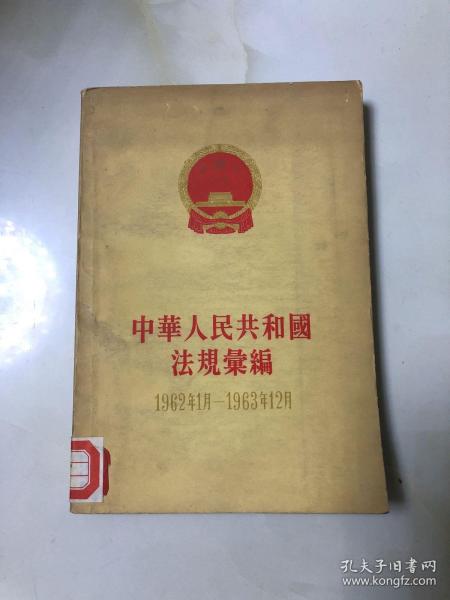 中華人民共和國
法規彙編
1962年1月—1963年12月
孔夫子旧书网
www.kongfz.com